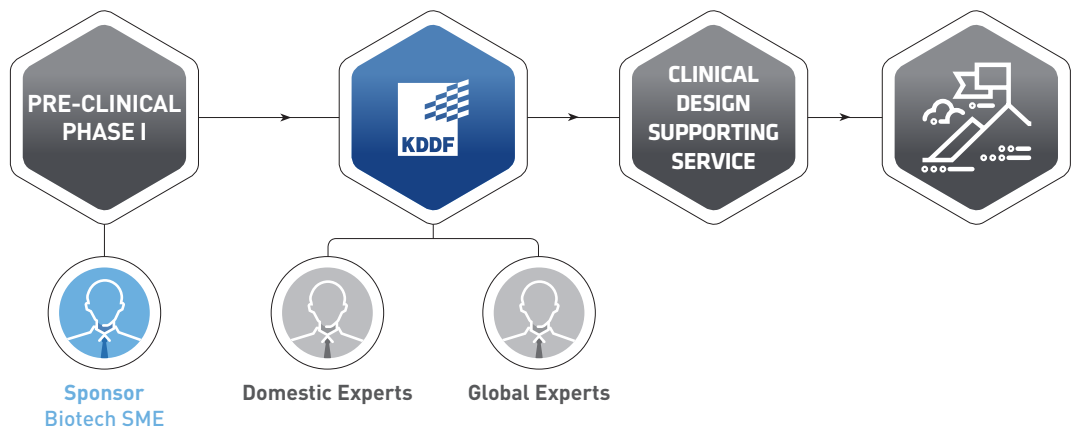 PRE-CLINICAL
PHASE I
KDDF
CLINICAL
DESIGN
SUPPORTING
SERVICE
Sponsor
Biotech SME
Domestic Experts
Global Experts